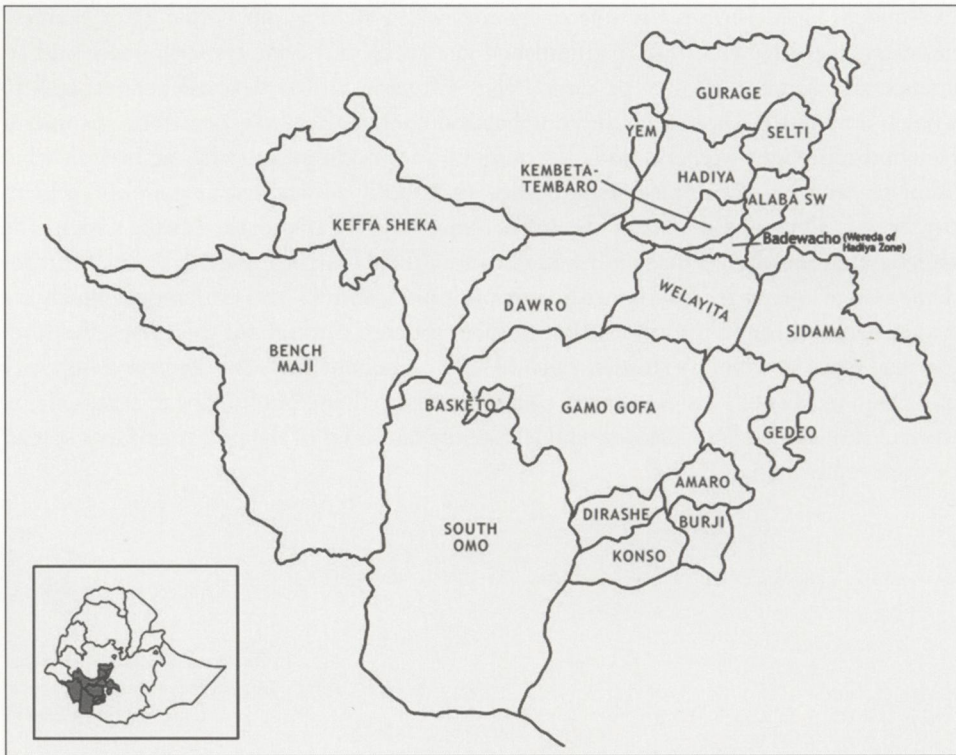 GURAGE
YEM
SELTI
KEMBETA-
TEMBARO
HADIYA
ALABA SW
KEFFA SHEKA
Badewacho (Wereda of
Hadiya Zone)
WELAYITA
DAWRO
SIDAMA
BENCH
MAJI
BASKETO
GAMO GOFA
GEDEO
AMARO
DIRASHE
BURJI
SOUTH
OMO
KONSO